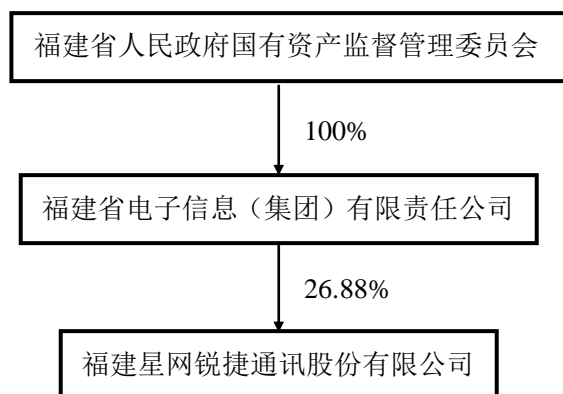 福建省人民政府国有资产监督管理委员会
100%
福建省电子信息（集团）有限责任公司
26.88%
福建星网锐捷通讯股份有限公司